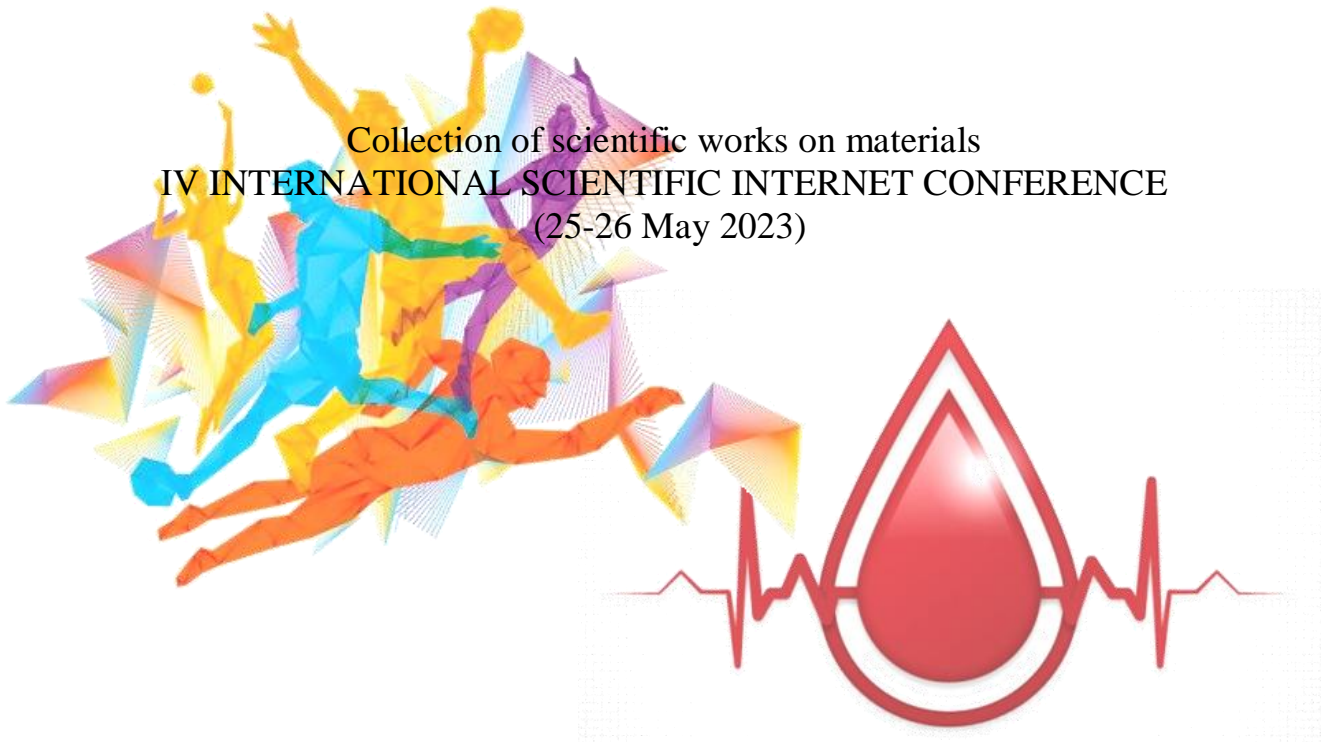 Collection of scientific works on materials
IV INTERNATIONAL SCIENTIFIC INTERNET CONFERENCE
(25-26 May 2023)